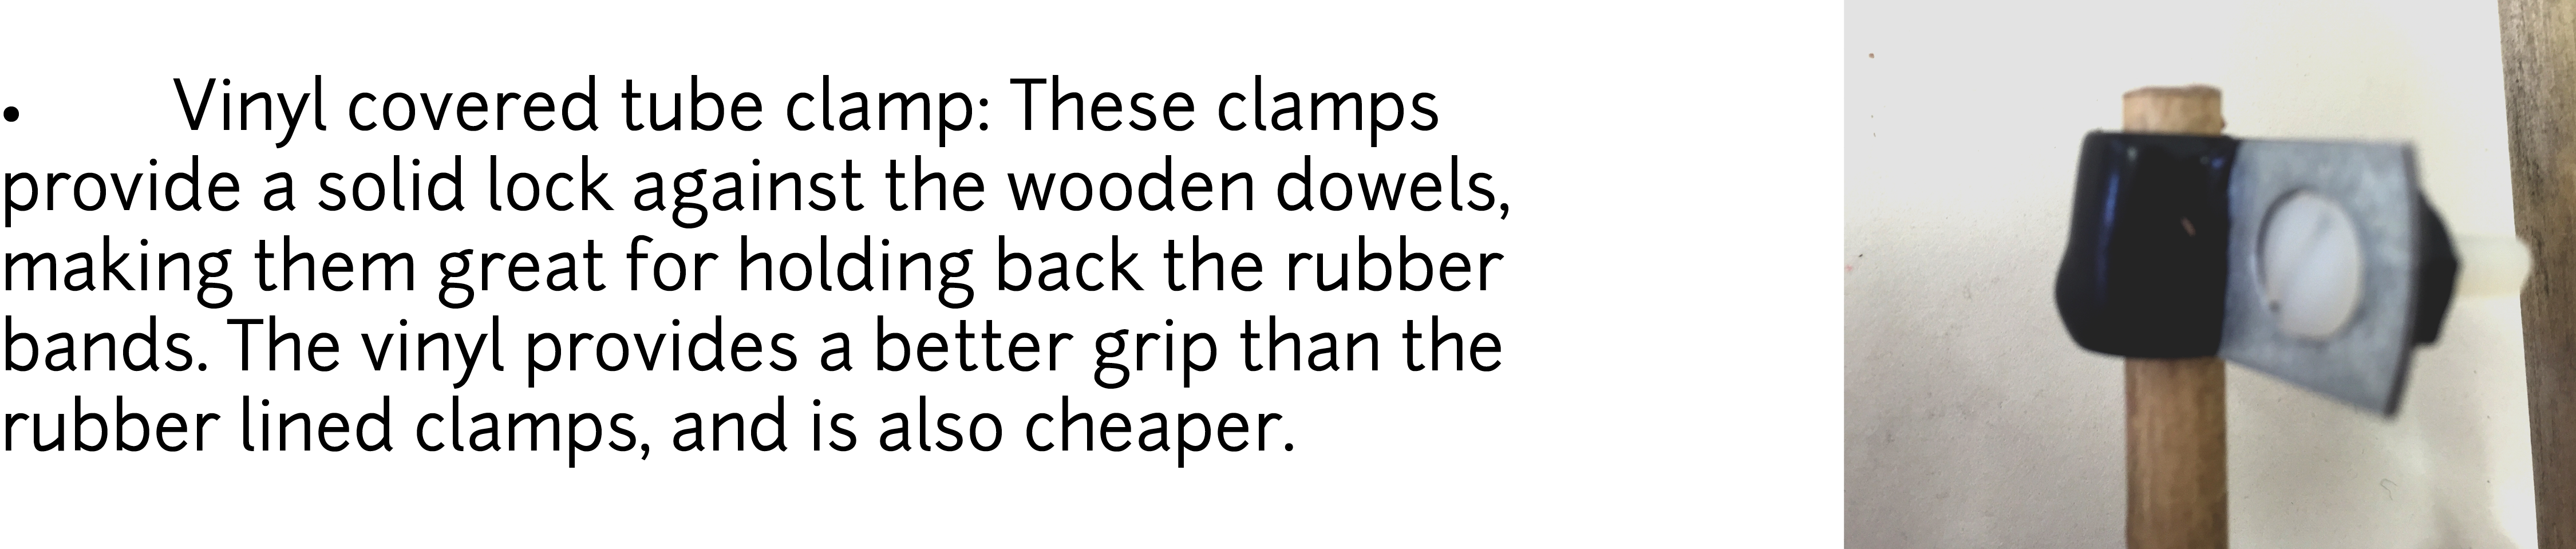 • Vinyl covered tube clamp: These clamps
provide a solid lock against the wooden dowels,
making them great for holding back the rubber
bands. The vinyl provides a better grip than the
rubber lined clamps, and is also cheaper.